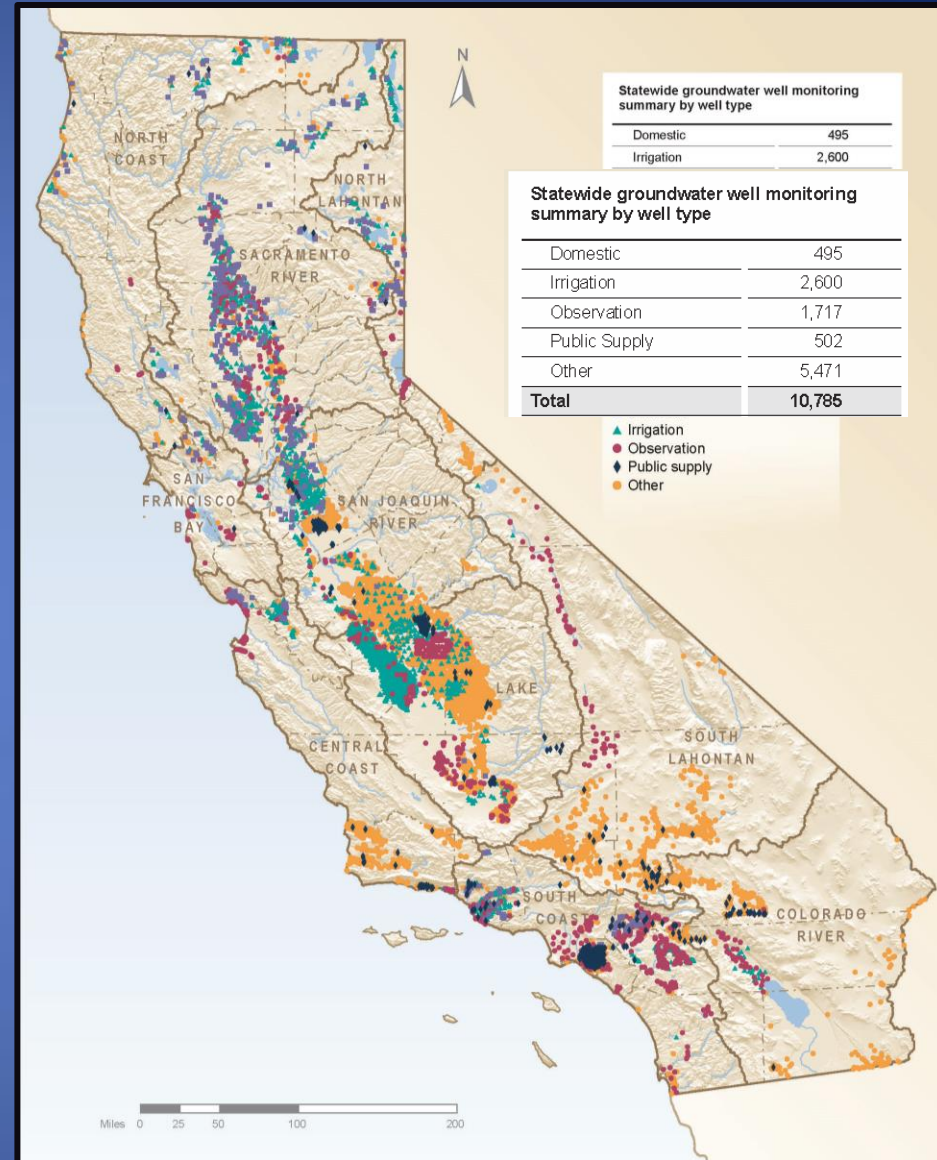 N
Statewide groundwater well monitoring
summary by well type
Domestic 495
Irrigation 2,600
Statewide groundwater well monitoring
summary by well type
Domestic 495
Irrigation 2,600
Observation 1,717
Public Supply 502
Other 5,471
Total 10,785
Irrigation
Observation
Public supply
Other
NORTH
COAST
NORTH
LAHONTAN
SACRAMENTO
RIVER
SAN
FRANCISCO
BAY
SAN JOAQUIN
RIVER
LAKE
CENTRAL
COAST
SOUTH
LAHONTAN
SOUTH
COAST
COLORADO
RIVER
Miles 0 25 50 100 200